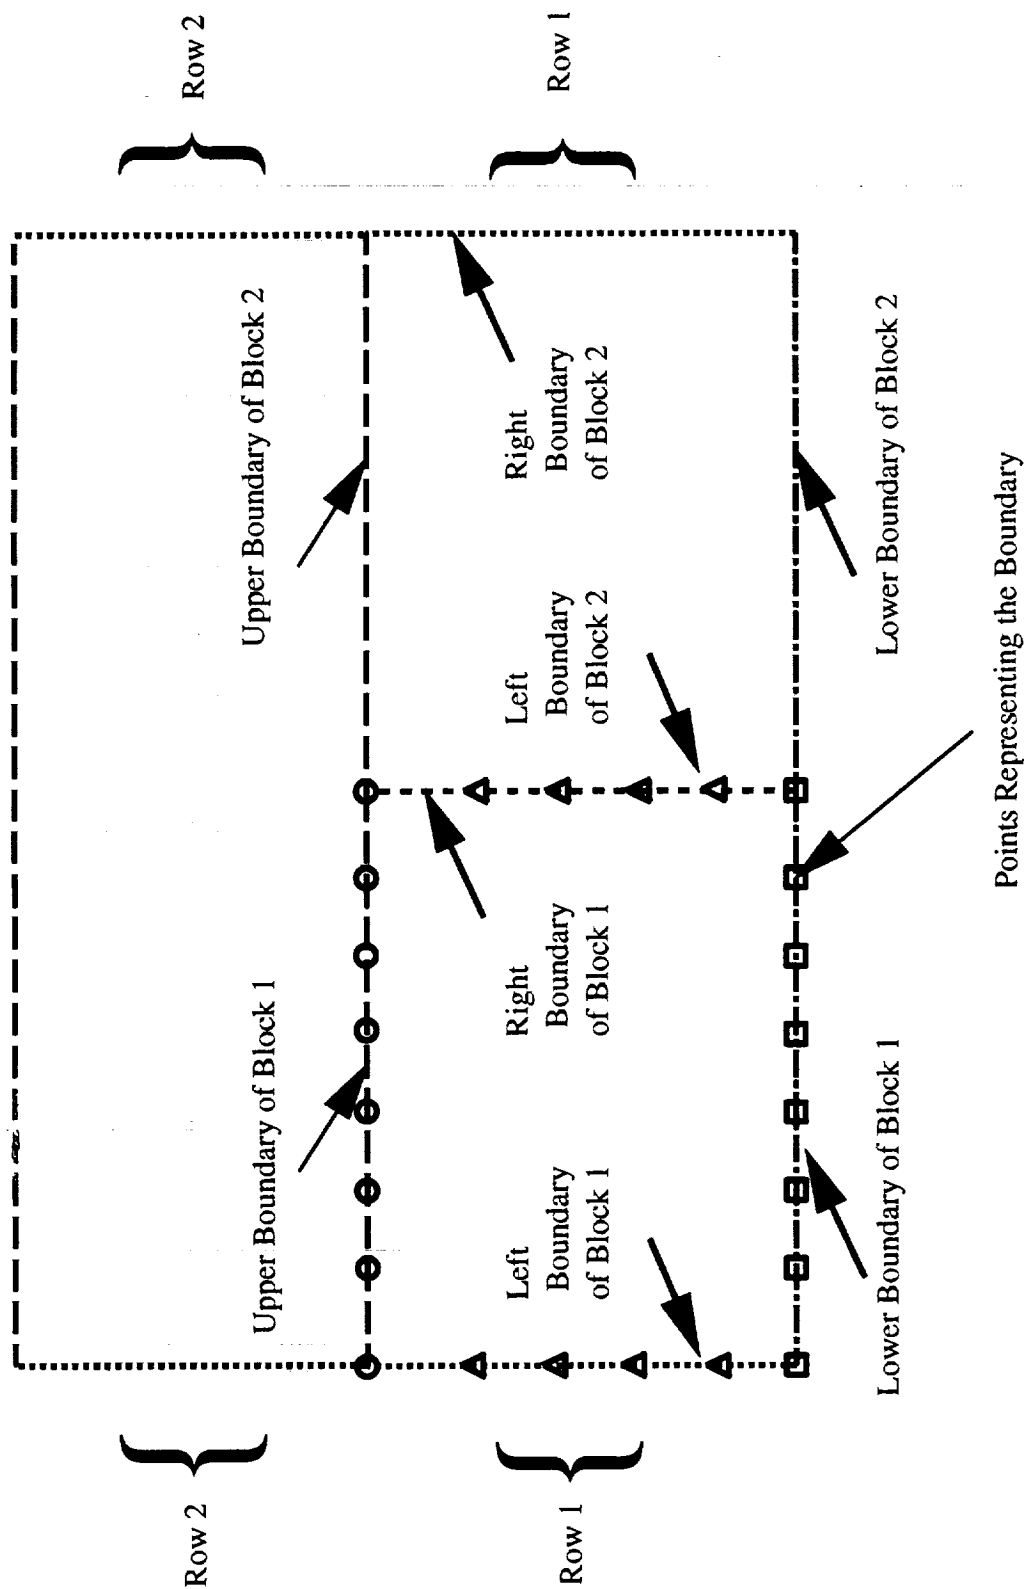 Row 2
Row 2
Upper Boundary of Block 1
Upper Boundary of Block 2
Row 1
Left
Boundary
of Block 1
Right
Boundary
of Block 1
Left
Boundary
of Block 2
Right
Boundary
of Block 2
Row 1
Lower Boundary of Block 1
Lower Boundary of Block 2
Points Representing the Boundary